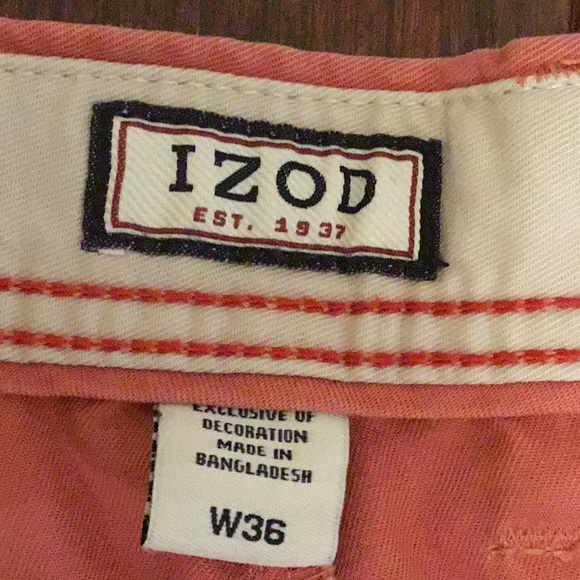 IZOD
EST. 1937
EXCLUSIVE OF
DECORATION
MADE IN
BANGLADESH
W36